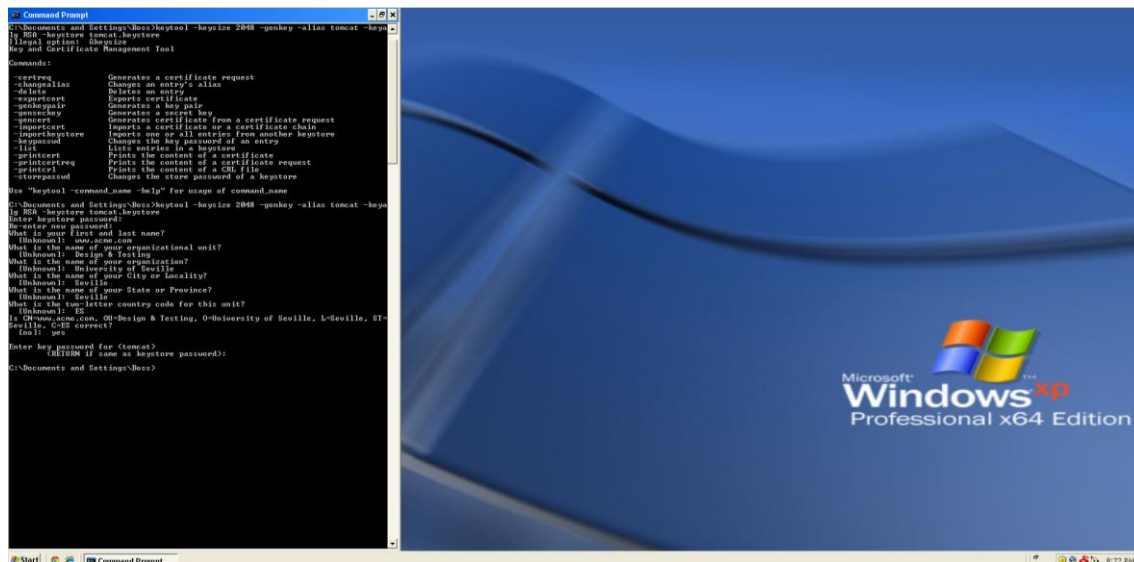 Command Prompt
C:\Documents and Settings\Boss>keytool -keysize 2048 -genkey -alias tomcat -keya
lg RSA -keystore tomcat.keystore
Illegal option:  ûkeysize
Key and Certificate Management Tool
Commands:
-certreq Generates a certificate request
-changealias Changes an entry's alias
-delete Deletes an entry
-exportcert Exports certificate
-genkeypair Generates a key pair
-genseckey Generates a secret key
-gencert Generates certificate from a certificate request
-importcert Imports a certificate or a certificate chain
-importkeystore Imports one or all entries from another keystore
-keypasswd Changes the key password of an entry
-list Lists entries in a keystore
-printcert Prints the content of a certificate
-printcertreq Prints the content of a certificate request
-printcrl Prints the content of a CRL file
-storepasswd Changes the store password of a keystore
Use "keytool -command_name -help" for usage of command_name
C:\Documents and Settings\Boss>keytool -keysize 2048 -genkey -alias tomcat -keya
lg RSA -keystore tomcat.keystore
Enter keystore password:
Re-enter new password:
What is your first and last name?
[Unknown]: www.acme.com
What is the name of your organizational unit?
[Unknown]: Design & Testing
What is the name of your organization?
[Unknown]: University of Seville
What is the name of your City or Locality?
[Unknown]: Seville
What is the name of your State or Province?
[Unknown]: Seville
What is the two-letter country code for this unit?
[Unknown]: ES
Is CN=www.acme.com, OU=Design & Testing, O=University of Seville, L=Seville, ST=
Seville, C=ES correct?
[no]: yes
Enter key password for <tomcat>
(RETURN if same as keystore password):
C:\Documents and Settings\Boss>
Microsoft
Windows xp
TM
Professional x64 Edition
Start
Command Prompt
8:22 PM